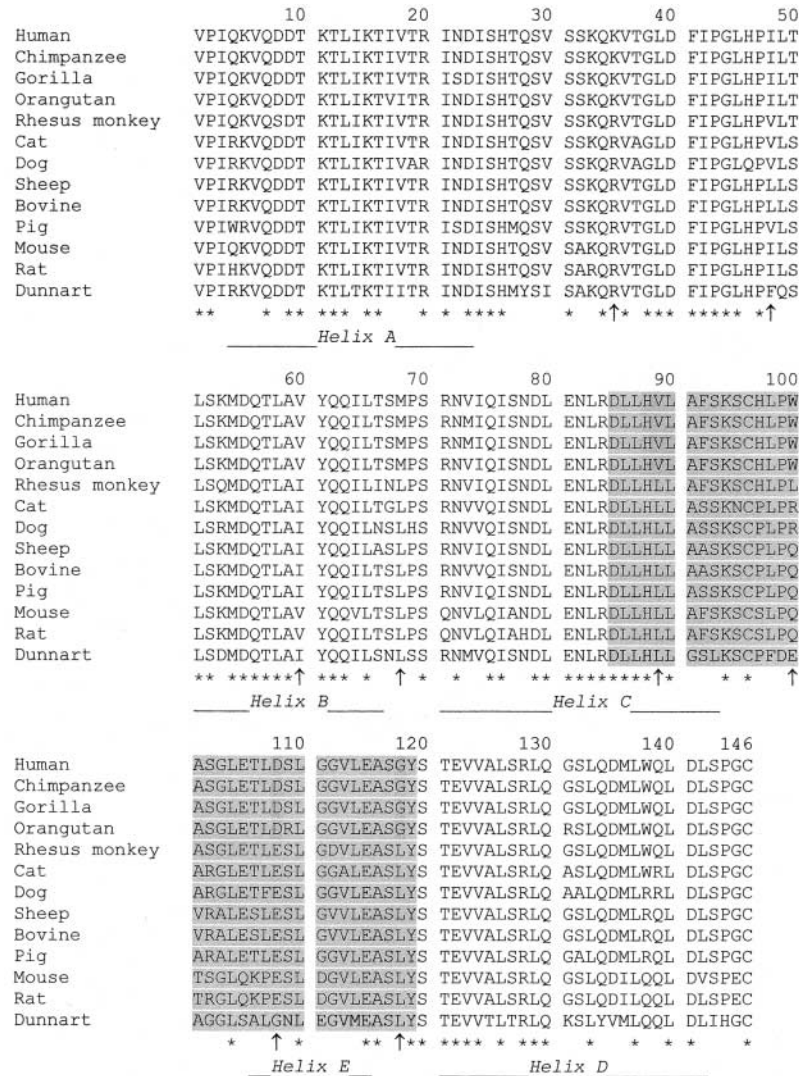 10 20 30 40 50
Human VPIQKVQDDT KTLIKTIVTR INDISHTQSV SSKQKVTGLD FIPGLHPILT
Chimpanzee VPIQKVQDDT KTLIKTIVTR INDISHTQSV SSKQKVTGLD FIPGLHPILT
Gorilla VPIQKVQDDT KTLIKTIVTR ISDISHTQSV SSKQKVTGLD FIPGLHPILT
Orangutan VPIQKVQDDT KTLIKTVITR INDISHTQSV SSKQKVTGLD FIPGLHPILT
Rhesus monkey VPIQKVQSDT KTLIKTIVTR INDISHTQSV SSKQRVTGLD FIPGLHPVLT
Cat VPIRKVQDDT KTLIKTIVTR INDISHTQSV SSKQRVAGLD FIPGLHPVLS
Dog VPIRKVQDDT KTLIKTIVAR INDISHTQSV SSKQRVAGLD FIPGLQPVLS
Sheep VPIRKVQDDT KTLIKTIVTR INDISHTQSV SSKQRVTGLD FIPGLHPLLS
Bovine VPIRKVQDDT KTLIKTIVTR INDISHTQSV SSKQRVTGLD FIPGLHPLLS
Pig VPIWRVQDDT KTLIKTIVTR ISDISHMQSV SSKQRVTGLD FIPGLHPVLS
Mouse VPIQKVQDDT KTLIKTIVTR INDISHTQSV SAKQRVTGLD FIPGLHPILS
Rat VPIHKVQDDT KTLIKTIVTR INDISHTQSV SARQRVTGLD FIPGLHPILS
Dunnart VPIRKVQDDT KTLTKTIITR INDISHMYSI SAKQRVTGLD FIPGLHPFQS
** * ** *** ** * * **** * *↑* *** ***** *↑
Helix A
60 70 80 90 100
Human LSKMDQTLAV YQQILTSMPS RNVIQISNDL ENLRDLLHVL AFSKSCHLPW
Chimpanzee LSKMDQTLAV YQQILTSMPS RNMIQISNDL ENLRDLLHVL AFSKSCHLPW
Gorilla LSKMDQTLAV YQQILTSMPS RNMIQISNDL ENLRDLLHVL AFSKSCHLPW
Orangutan LSKMDQTLAV YQQILTSMPS RNVIQISNDL ENLRDLLHVL AFSKSCHLPW
Rhesus monkey LSQMDQTLAI YQQILINLPS RNVIQISNDL ENLRDLLHLL AFSKSCHLPL
Cat LSKMDQTLAI YQQILTGLPS RNVVQISNDL ENLRDLLHLL ASSKNCPLPR
Dog LSRMDQTLAI YQQILNSLHS RNVVQISNDL ENLRDLLHLL ASSKSCPLPR
Sheep LSKMDQTLAI YQQILASLPS RNVIQISNDL ENLRDLLHLL AASKSCPLPQ
Bovine LSKMDQTLAI YQQILTSLPS RNVVQISNDL ENLRDLLHLL AASKSCPLPQ
Pig LSKMDQTLAI YQQILTSLPS RNVIQISNDL ENLRDLLHLL ASSKSCPLPQ
Mouse LSKMDQTLAV YQQVLTSLPS QNVLQIANDL ENLRDLLHLL AFSKSCSLPQ
Rat LSKMDQTLAV YQQILTSLPS QNVLQIAHDL ENLRDLLHLL AFSKSCSLPQ
Dunnart LSDMDQTLAI YQQILSNLSS RNMVQISNDL ENLRDLLHLL GSSLKSCPFDE
** ******↑ *** * ↑ * * ** ** ********↑* * * ↑
Helix B Helix C
110 120 130 140 146
Human ASGLETLDSL GGVLEASGYS TEVVALSRLQ GSLQDMLWQL DLSPGC
Chimpanzee ASGLETLDSL GGVLEASGYS TEVVALSRLQ GSLQDMLWQL DLSPGC
Gorilla ASGLETLDSL GGVLEASGYS TEVVALSRLQ GSLQDMLWQL DLSPGC
Orangutan ASGLETLDRL GGVLEASGYS TEVVALSRLQ RSLQDMLWQL DLSPGC
Rhesus monkey ASGLETLESL GDVLEASLYS TEVVALSRLQ GSLQDMLWQL DLSPGC
Cat ARGLETLESL GGALEASLYS TEVVALSRLQ ASLQDMLWRL DLSPGC
Dog ARGLETFESL GGVLEASLYS TEVVALSRLQ AALQDMLRRL DLSPGC
Sheep VRALESLESL GVVLEASLYS TEVVALSRLQ GSLQDMLRQL DLSPGC
Bovine VRALESLESL GVVLEASLYS TEVVALSRLQ GSLQDMLRQL DLSPGC
Pig ARALETLESL GGVLEASLYS TEVVALSRLQ GALQDMLRQL DLSPGC
Mouse TSGLQKPESL DGVLEASLYS TEVVALSRLQ GSLQDILQQL DVSPEC
Rat TRGLQKPESL DGVLEASLYS TEVVALSRLQ GSLQDILQQL DLSPEC
Dunnart AGGLSALGNL EGVMEASLYS TEVVTLTRLQ KSLYVMLQQL DLIHGC
* ↑ * **↑** **** * *** * * * * *
Helix E Helix D